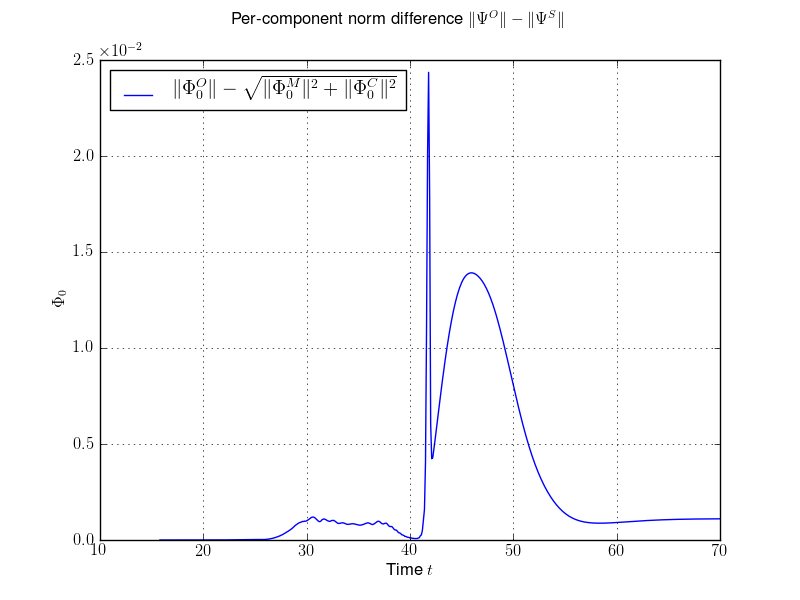 Per-component norm difference ‖Ψ^O‖ − ‖Ψ^S‖
×10^−2
2.5
‖Φ_0^O‖ − √(‖Φ_0^M‖^2 + ‖Φ_0^C‖^2)
2.0
1.5
Φ_0
1.0
0.5
0.0
10 20 30 40 50 60 70
Time t